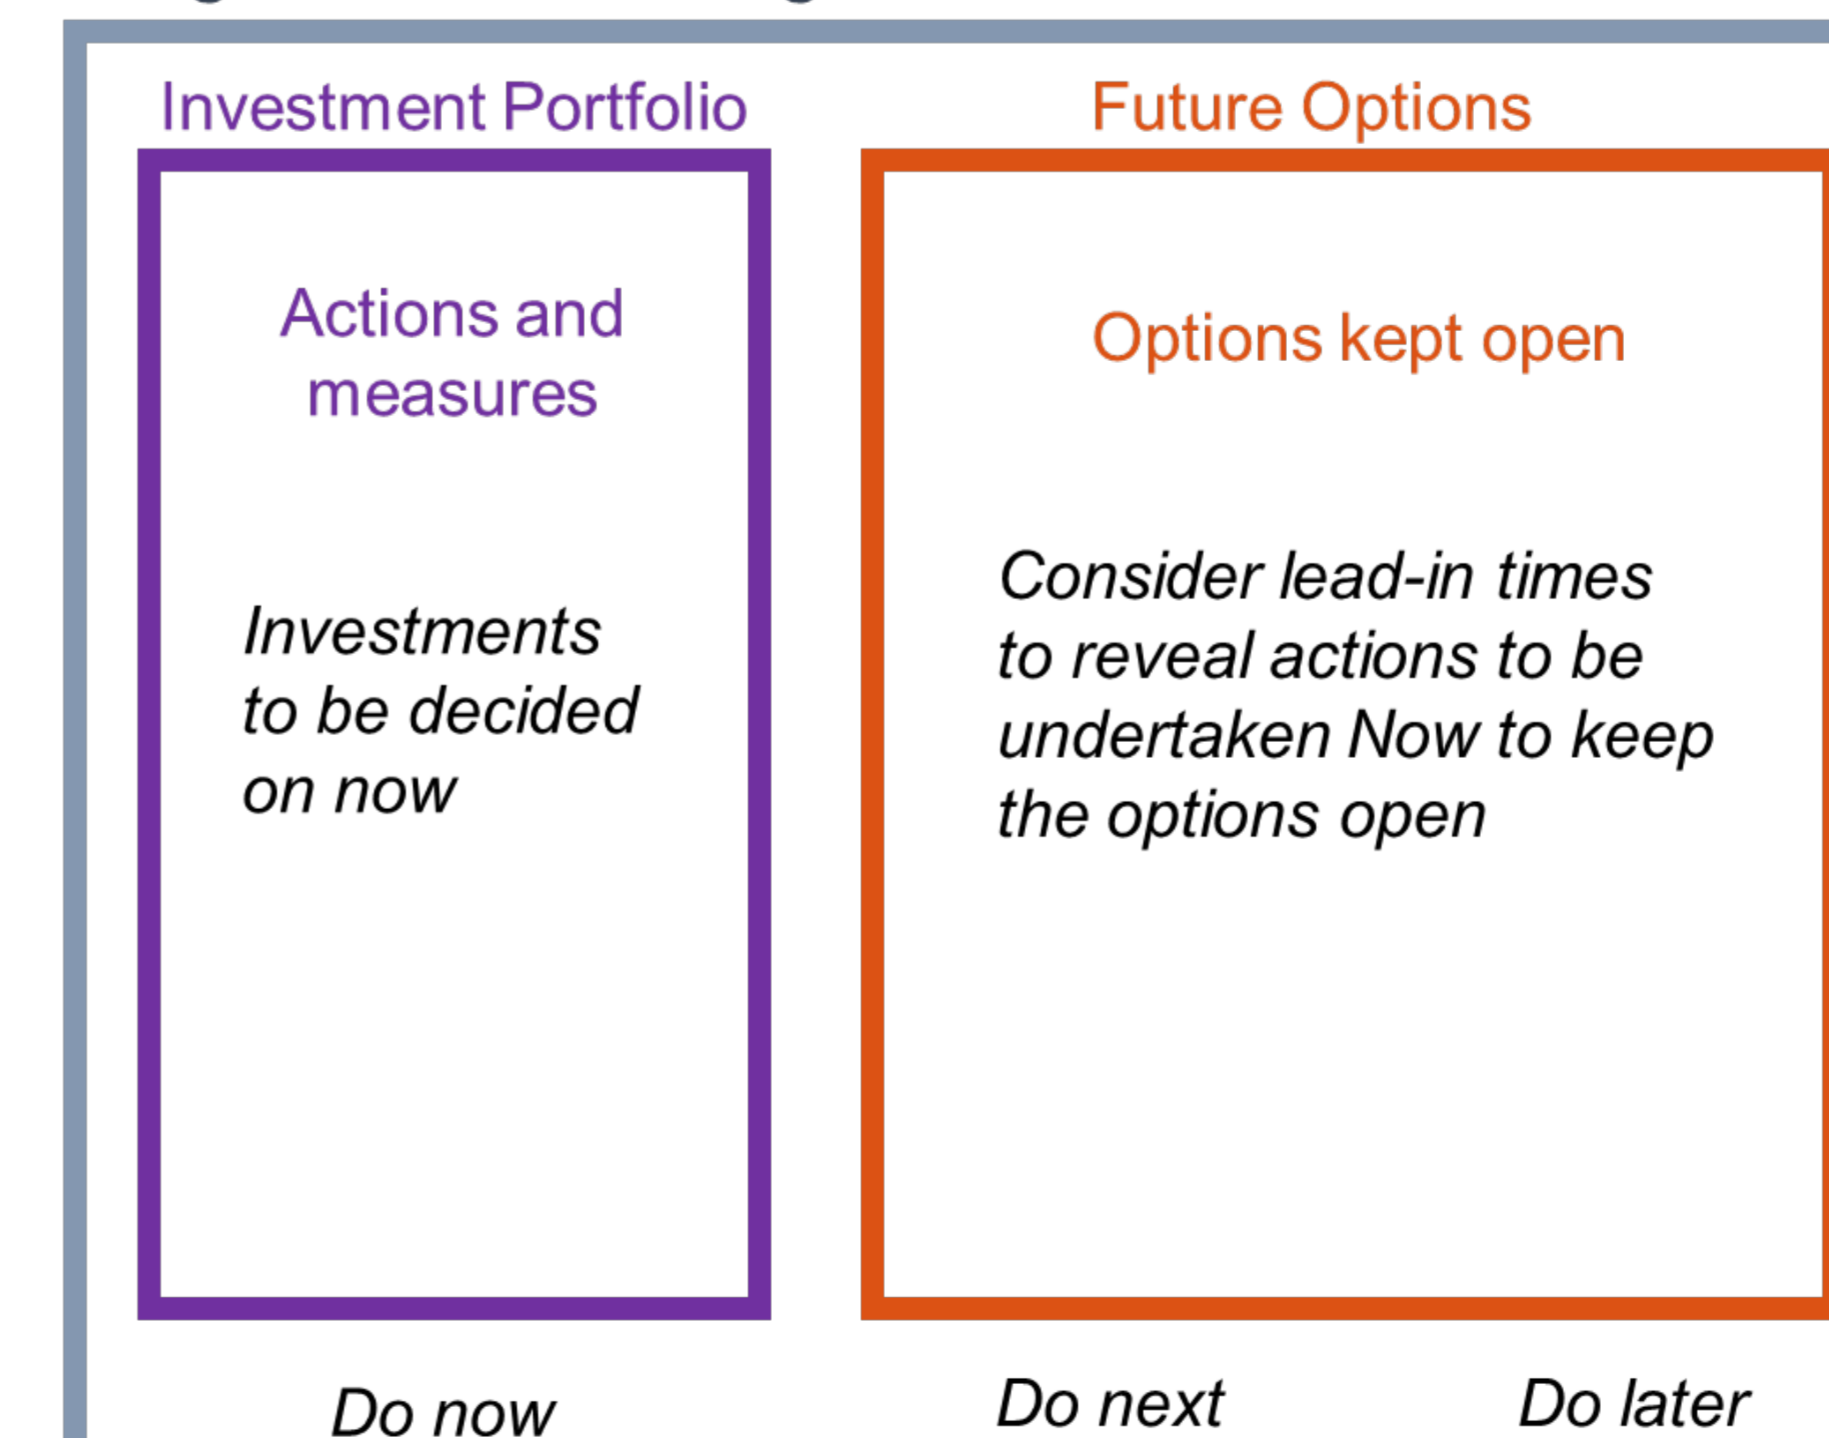 Investment Portfolio
Future Options
Actions and
measures
Investments
to be decided
on now
Options kept open
Consider lead-in times
to reveal actions to be
undertaken Now to keep
the options open
Do now
Do next
Do later